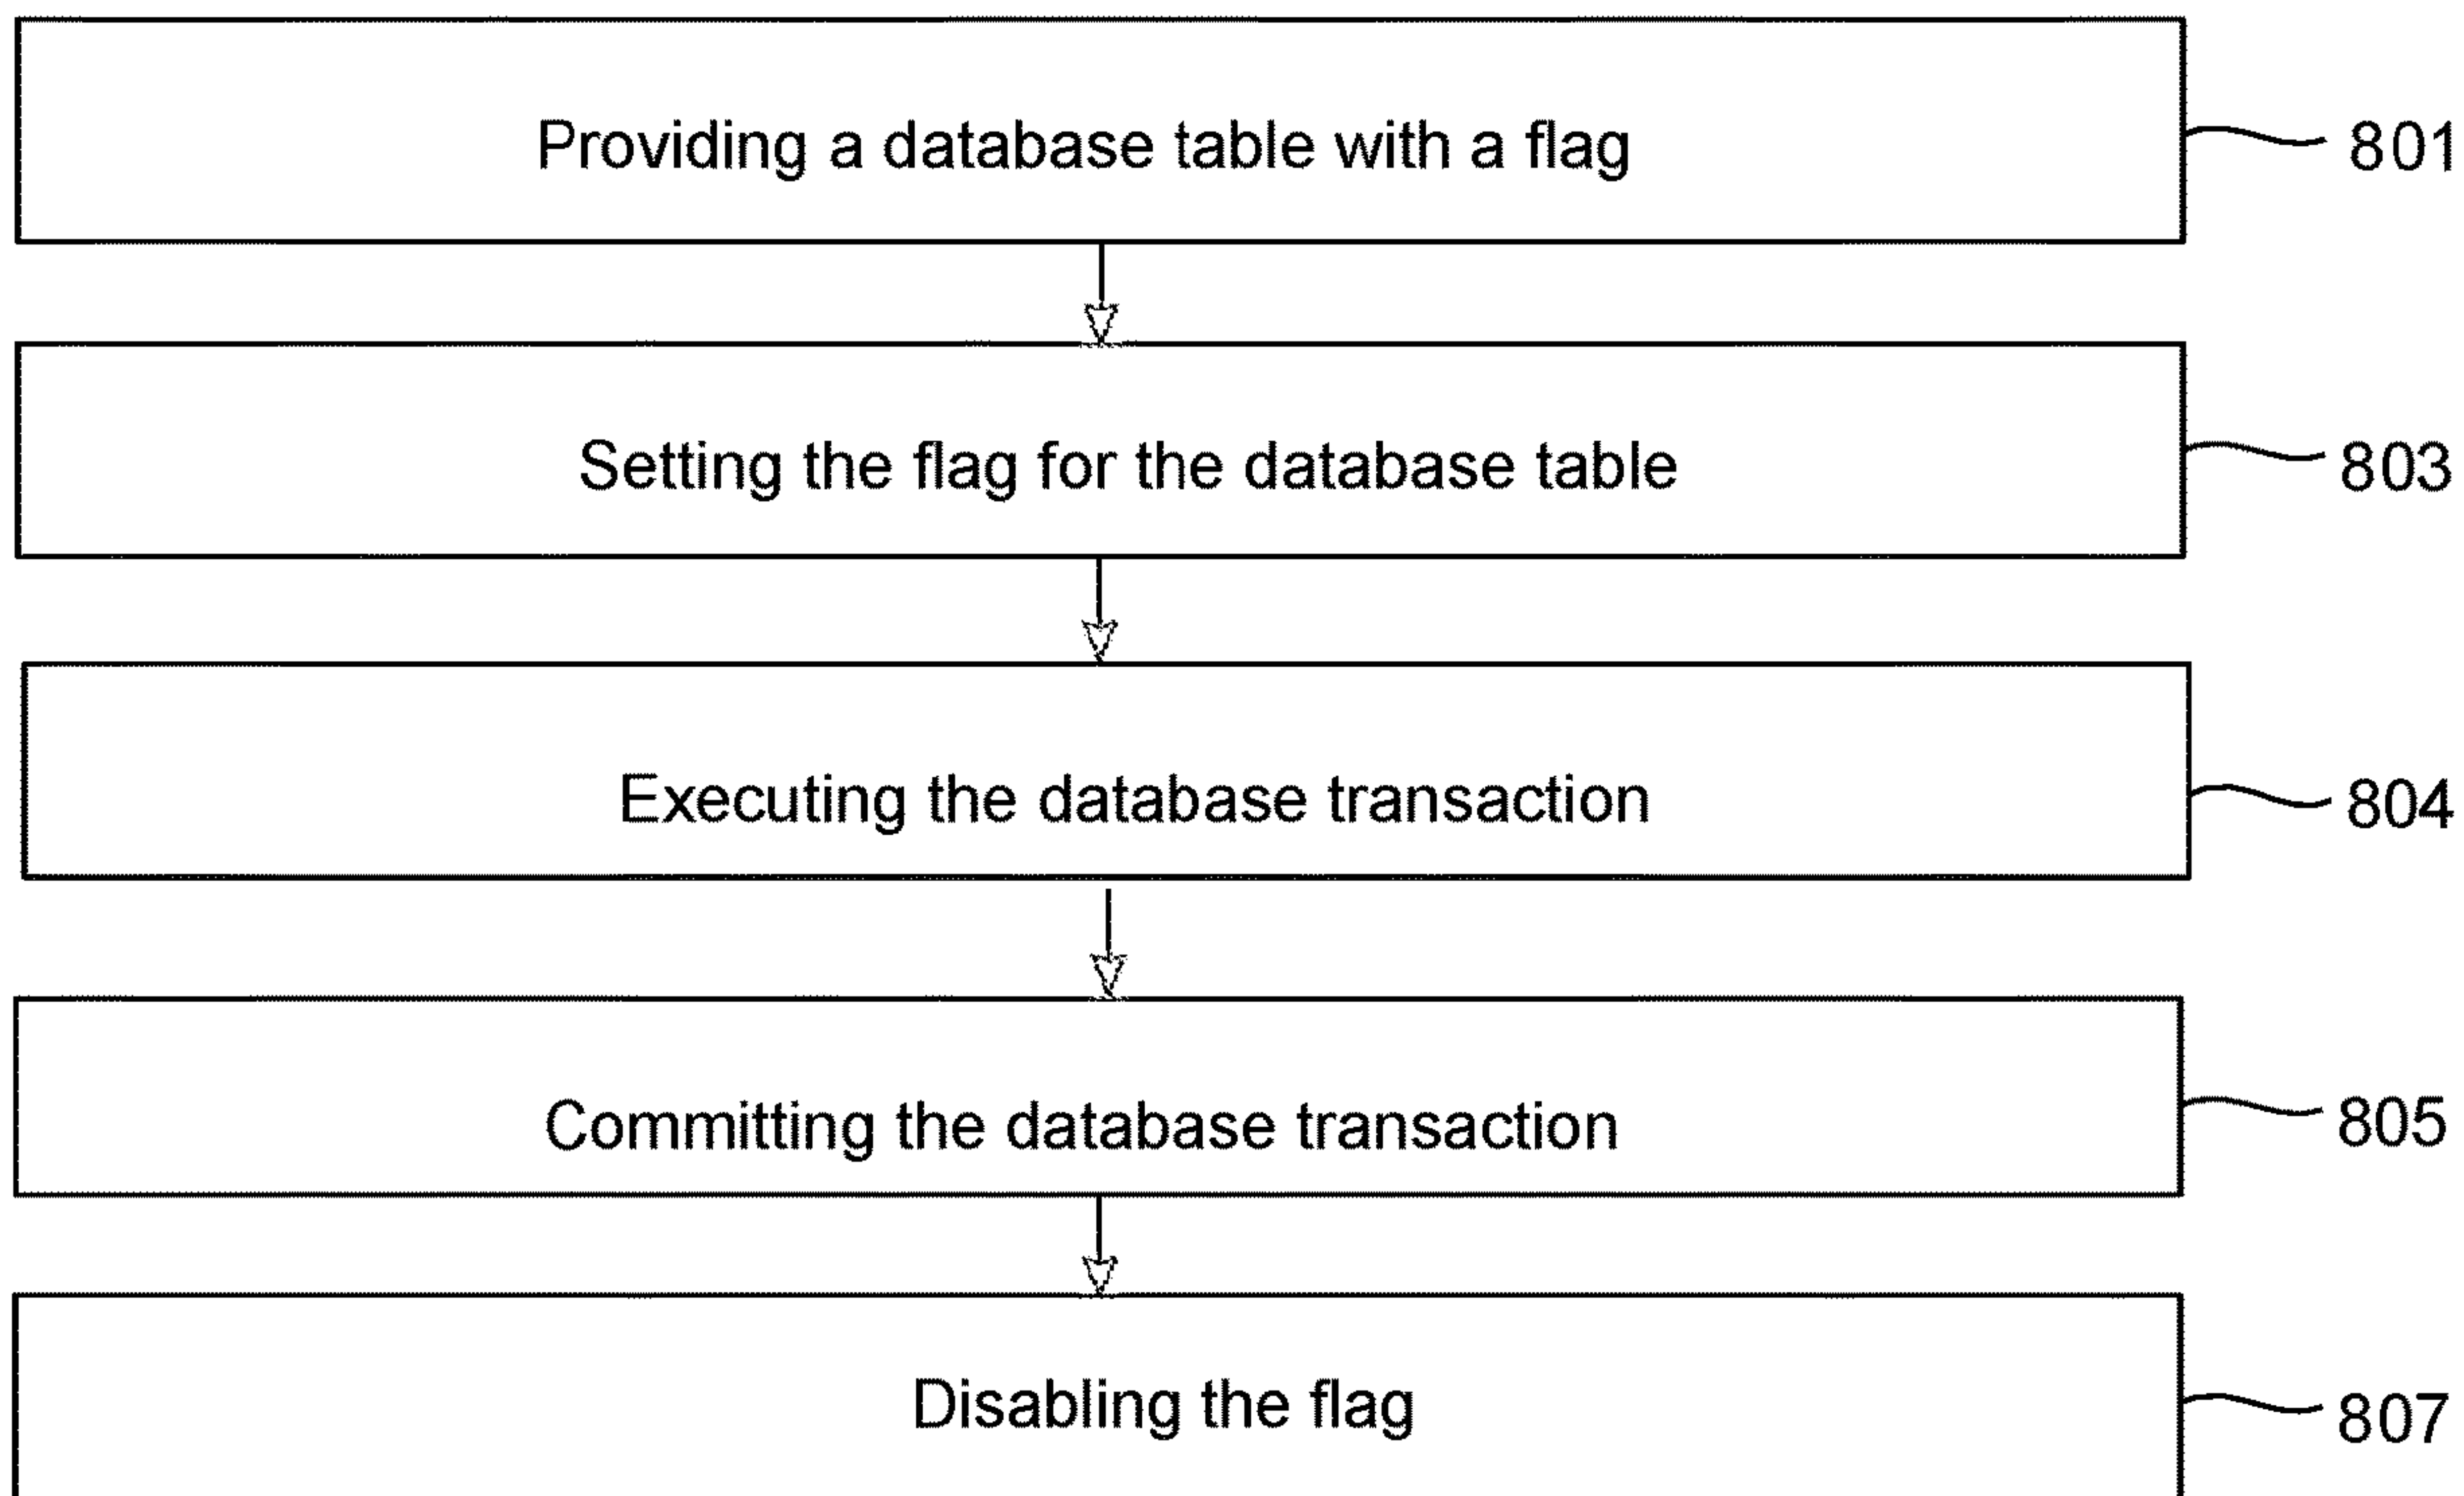 Providing a database table with a flag
801
Setting the flag for the database table
803
Executing the database transaction
804
Committing the database transaction
805
Disabling the flag
807